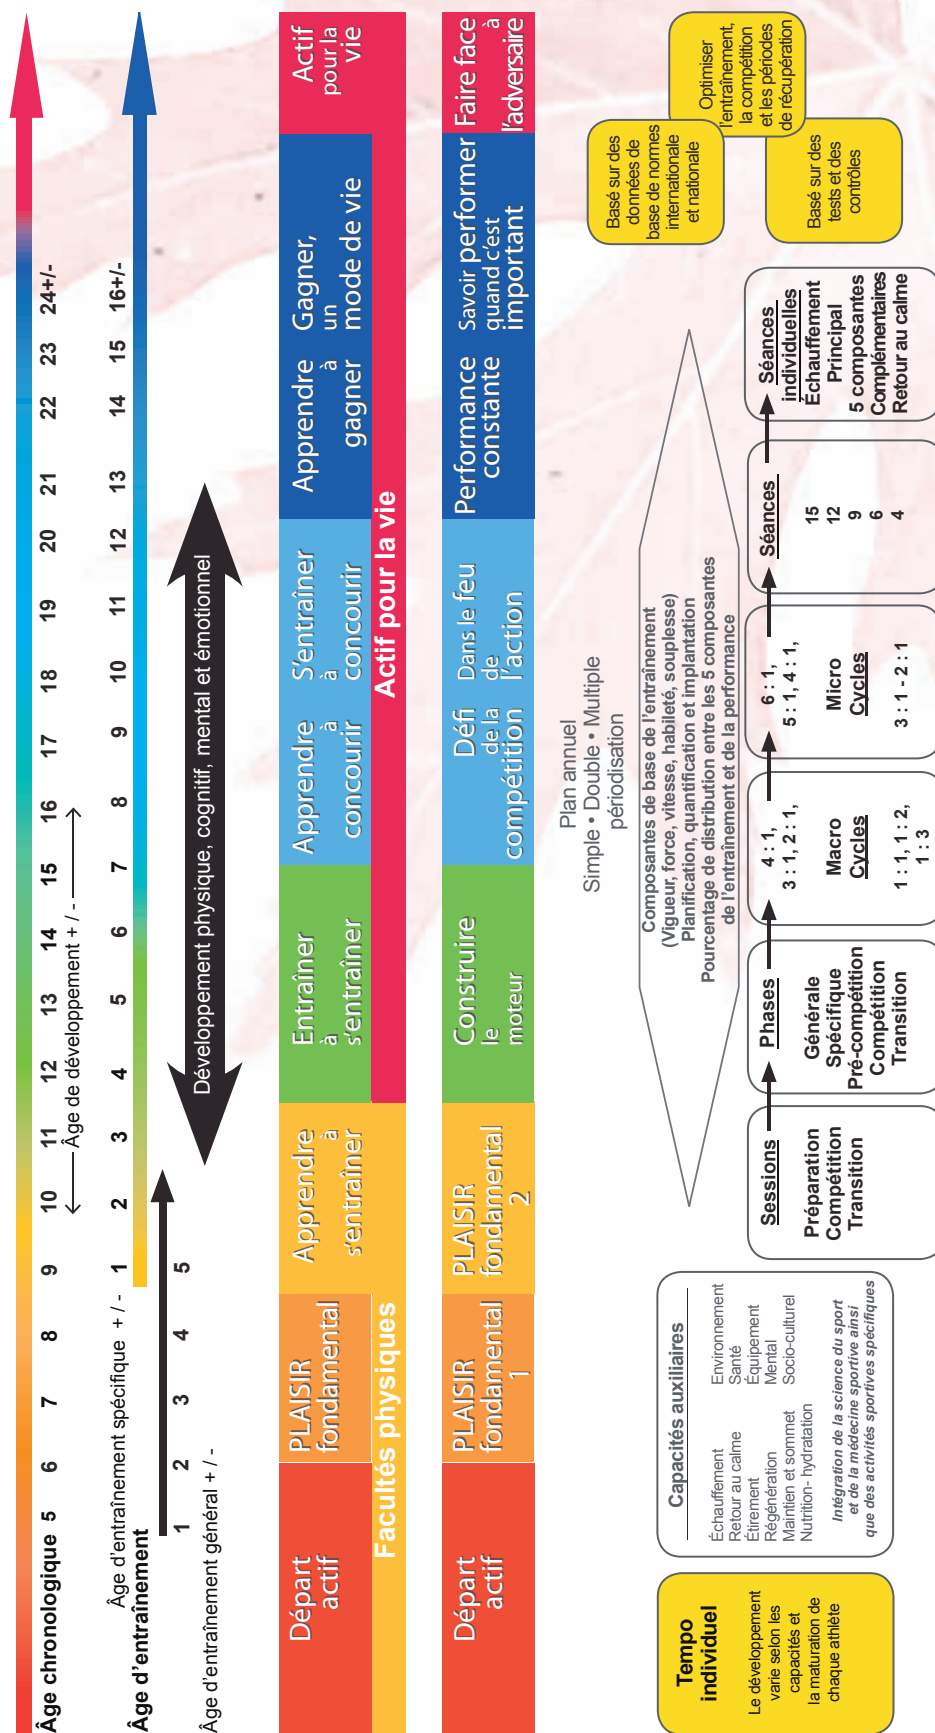 Âge chronologique 5 6 7 8 9 10 11 12 13 14 15 16 17 18 19 20 21 22 23 24+/-
Âge de développement + / -
Âge d'entraînement spécifique + / -
Âge d'entraînement
1 2 3 4 5 6 7 8 9 10 11 12 13 14 15 16+/-
1 2 3 4 5
Âge d'entraînement général + / -
Développement physique, cognitif, mental et émotionnel
Départ
actif
PLAISIR
fondamental
Apprendre
à
s'entraîner
Entraîner
à
s'entraîner
Apprendre
à
concourir
S'entraîner
à
concourir
Apprendre
à
gagner
Gagner,
un
mode de vie
Actif
pour la
vie
Facultés physiques
Actif pour la vie
Départ
actif
PLAISIR
fondamental
1
PLAISIR
fondamental
2
Construire
le
moteur
Défi
de la
compétition
Dans le feu
de
l'action
Performance
constante
Savoir performer
quand c'est
important
Faire face
à
l'adversaire
Plan annuel
Simple • Double • Multiple
périodisation
Composantes de base de l'entraînement
(Vigueur, force, vitesse, habileté, souplesse)
Planification, quantification et implantation
Pourcentage de distribution entre les 5 composantes
de l'entraînement et de la performance
Basé sur des
données de
base de normes
internationale
et nationale
Optimiser
l'entraînement,
la compétition
et les périodes
de récupération
Basé sur des
tests et des
contrôles
Tempo
individuel
Le développement
varie selon les
capacités et
la maturation de
chaque athlète
Capacités auxiliaires
Échauffement
Retour au calme
Étirement
Régénération
Maintien et sommet
Nutrition- hydratation
Environnement
Santé
Équipement
Mental
Socio-culturel
Intégration de la science du sport
et de la médecine sportive ainsi
que des activités sportives spécifiques
Sessions
Préparation
Compétition
Transition
Phases
Générale
Spécifique
Pré-compétition
Compétition
Transition
4 : 1,
3 : 1, 2 : 1,
Macro
Cycles
1 : 1, 1 : 2,
1 : 3
6 : 1,
5 : 1, 4 : 1,
Micro
Cycles
3 : 1 - 2 : 1
Séances
15
12
9
6
4
Séances
individuelles
Echauffement
Principal
5 composantes
Complémentaires
Retour au calme